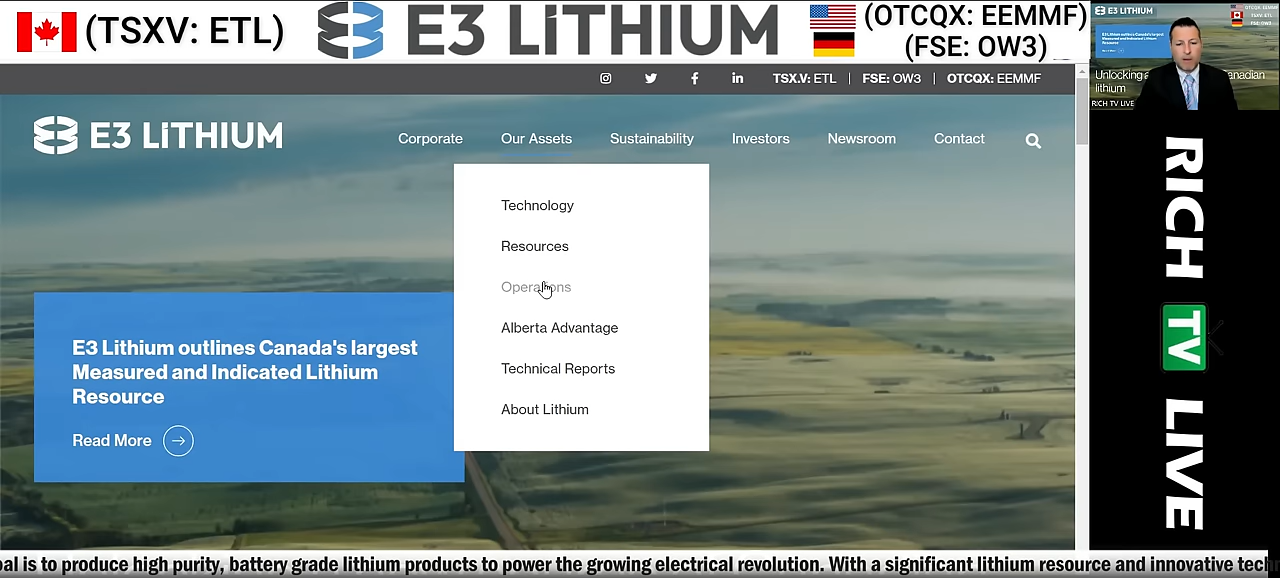 (TSXV: ETL)
E3 LITHIUM
(OTCQX: EEMMF)
(FSE: OW3)
TSX.V: ETL | FSE: OW3 | OTCQX: EEMMF
E3 LITHIUM
Corporate
Our Assets
Sustainability
Investors
Newsroom
Contact
Technology
Resources
Operations
Alberta Advantage
Technical Reports
About Lithium
E3 Lithium outlines Canada's largest
Measured and Indicated Lithium
Resource
Read More
E3 LITHIUM
Unlocking
anadian
lithium
RICH TV LIVE
RICH TV LIVE
al is to produce high purity, battery grade lithium products to power the growing electrical revolution. With a significant lithium resource and innovative tech